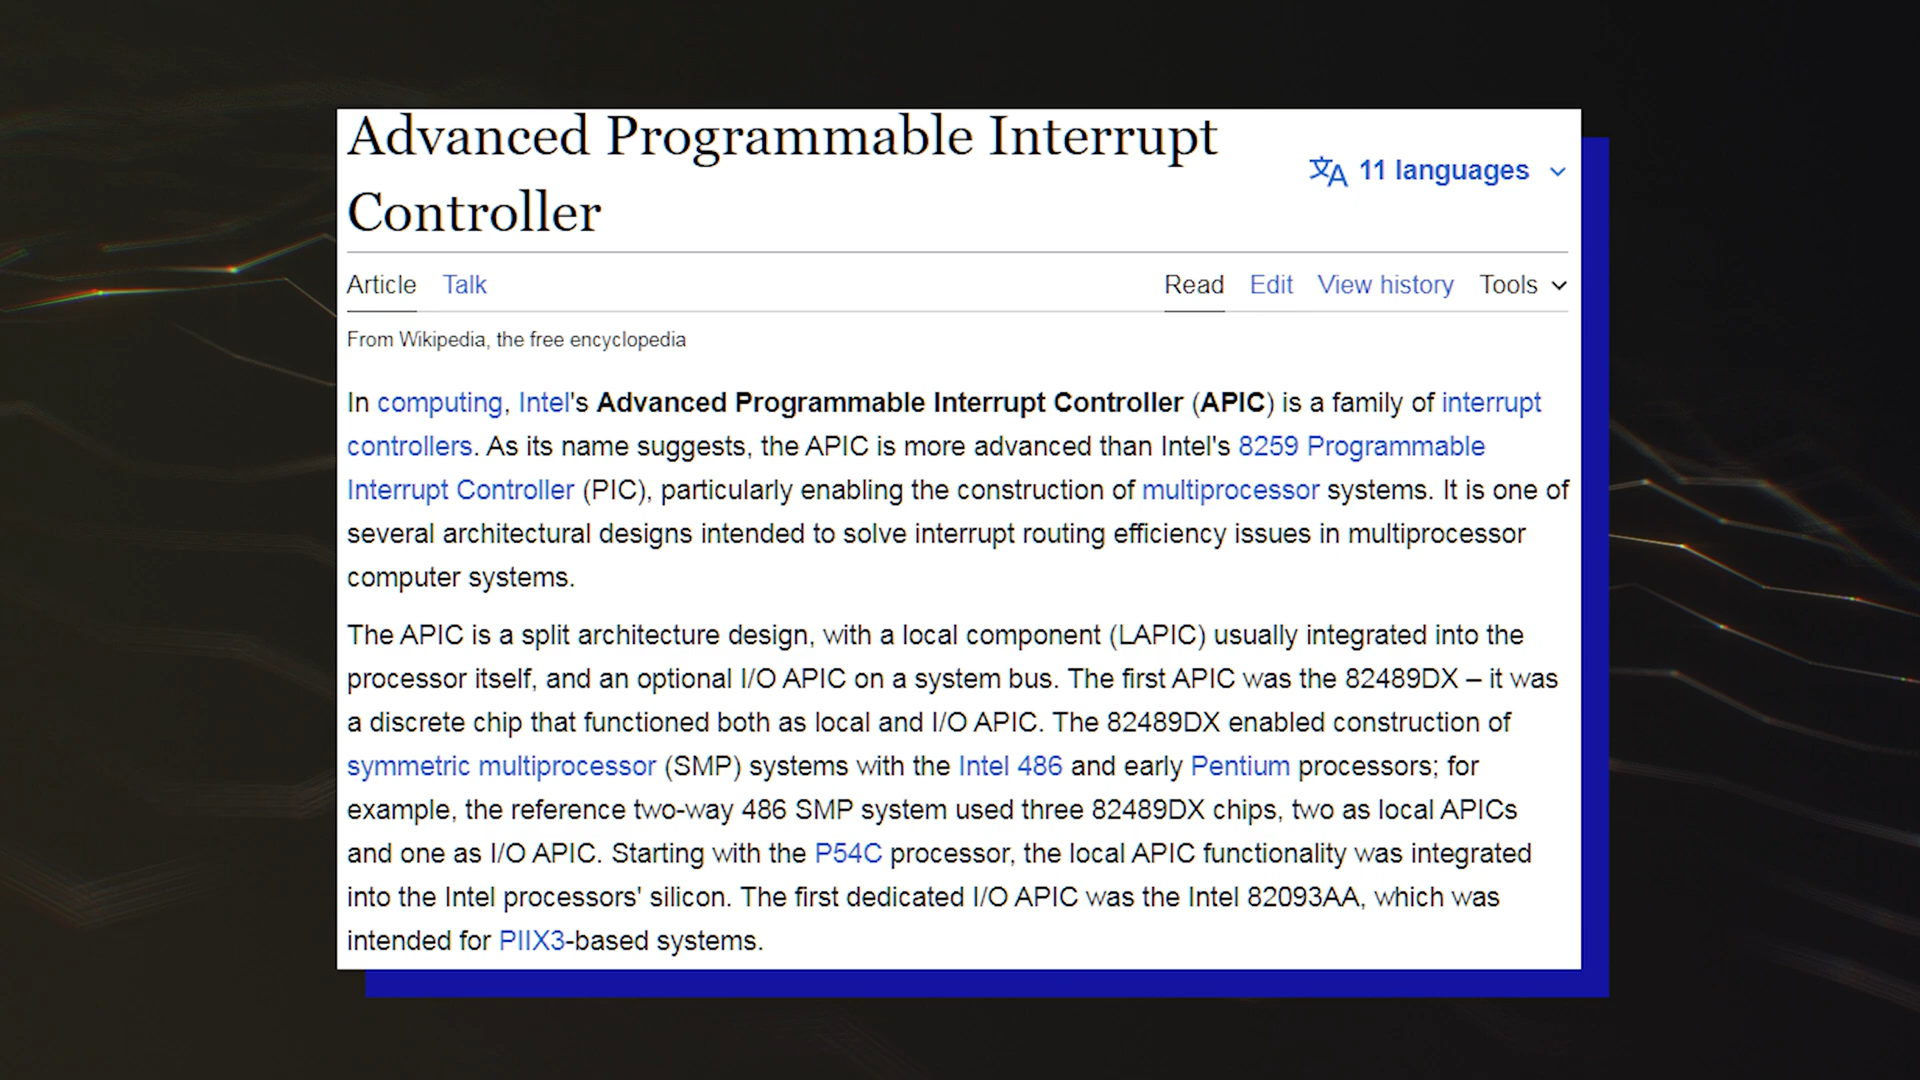 Advanced Programmable Interrupt
Controller
11 languages
Article Talk Read Edit View history Tools
From Wikipedia, the free encyclopedia
In computing, Intel's Advanced Programmable Interrupt Controller (APIC) is a family of interrupt
controllers. As its name suggests, the APIC is more advanced than Intel's 8259 Programmable
Interrupt Controller (PIC), particularly enabling the construction of multiprocessor systems. It is one of
several architectural designs intended to solve interrupt routing efficiency issues in multiprocessor
computer systems.
The APIC is a split architecture design, with a local component (LAPIC) usually integrated into the
processor itself, and an optional I/O APIC on a system bus. The first APIC was the 82489DX – it was
a discrete chip that functioned both as local and I/O APIC. The 82489DX enabled construction of
symmetric multiprocessor (SMP) systems with the Intel 486 and early Pentium processors; for
example, the reference two-way 486 SMP system used three 82489DX chips, two as local APICs
and one as I/O APIC. Starting with the P54C processor, the local APIC functionality was integrated
into the Intel processors' silicon. The first dedicated I/O APIC was the Intel 82093AA, which was
intended for PIIX3-based systems.